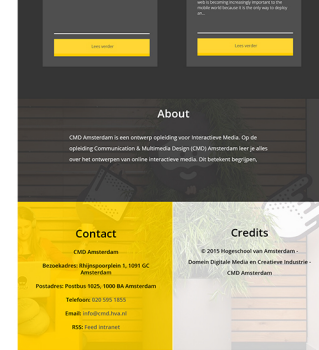 web is becoming increasingly important to the
mobile world because it is the only way to deploy
an...
Lees verder
Lees verder
About
CMD Amsterdam is een ontwerp opleiding voor Interactieve Media. Op de
opleiding Communication & Multimedia Design (CMD) Amsterdam leer je alles
over het ontwerpen van online interactieve media. Dit betekent begrijpen,
Contact
CMD Amsterdam
Bezoekadres: Rhijnspoorplein 1, 1091 GC
Amsterdam
Postadres: Postbus 1025, 1000 BA Amsterdam
Telefoon: 020 595 1855
Email: info@cmd.hva.nl
RSS: Feed intranet
Credits
© 2015 Hogeschool van Amsterdam -
Domein Digitale Media en Creatieve Industrie -
CMD Amsterdam